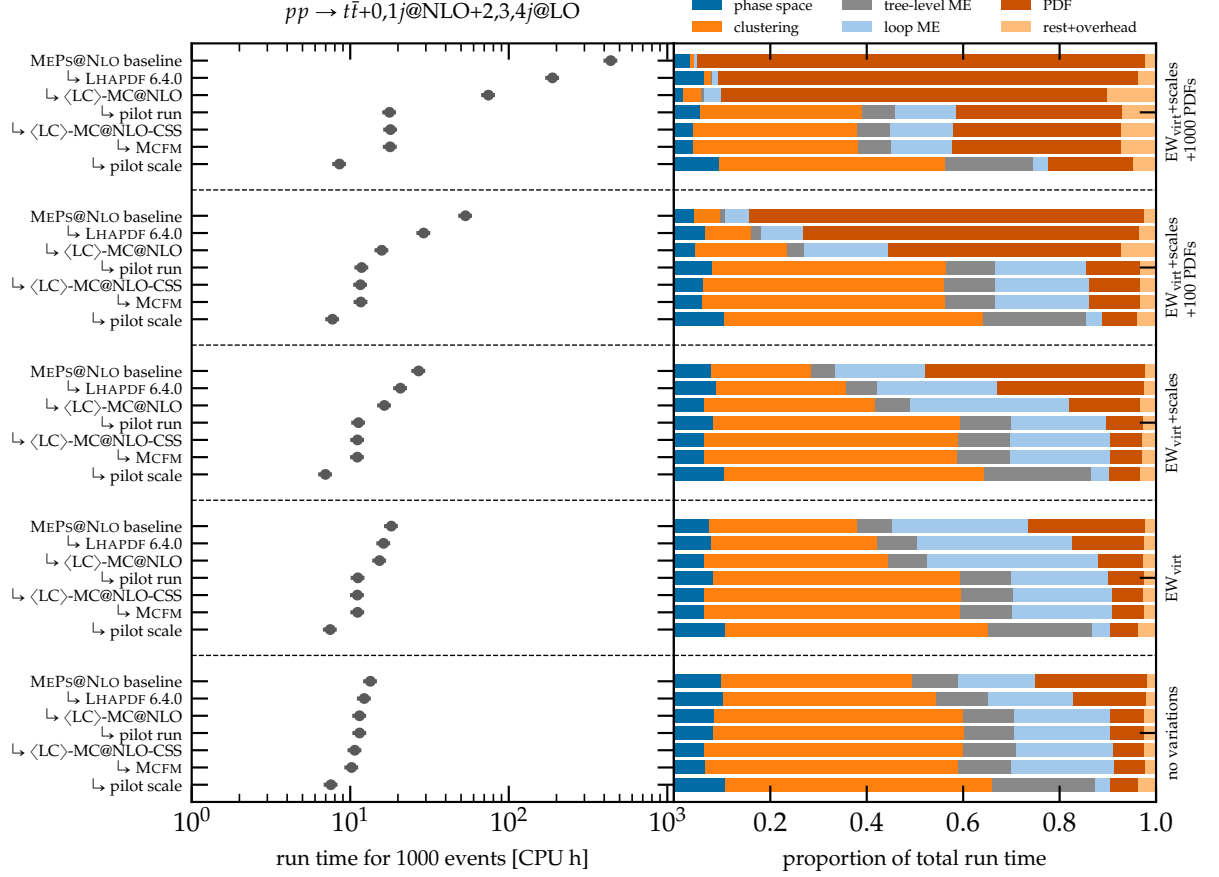 pp → tt̄+0,1j@NLO+2,3,4j@LO
phase space
clustering
tree-level ME
loop ME
PDF
rest+overhead
MEPS@NLO baseline
↳ LHAPDF 6.4.0
↳ ⟨LC⟩-MC@NLO
↳ pilot run
↳ ⟨LC⟩-MC@NLO-CSS
↳ MCFM
↳ pilot scale
EWvirt+scales
+1000 PDFs
MEPS@NLO baseline
↳ LHAPDF 6.4.0
↳ ⟨LC⟩-MC@NLO
↳ pilot run
↳ ⟨LC⟩-MC@NLO-CSS
↳ MCFM
↳ pilot scale
EWvirt+scales
+100 PDFs
MEPS@NLO baseline
↳ LHAPDF 6.4.0
↳ ⟨LC⟩-MC@NLO
↳ pilot run
↳ ⟨LC⟩-MC@NLO-CSS
↳ MCFM
↳ pilot scale
EWvirt+scales
MEPS@NLO baseline
↳ LHAPDF 6.4.0
↳ ⟨LC⟩-MC@NLO
↳ pilot run
↳ ⟨LC⟩-MC@NLO-CSS
↳ MCFM
↳ pilot scale
EWvirt
MEPS@NLO baseline
↳ LHAPDF 6.4.0
↳ ⟨LC⟩-MC@NLO
↳ pilot run
↳ ⟨LC⟩-MC@NLO-CSS
↳ MCFM
↳ pilot scale
no variations
10⁰ 10¹ 10² 10³
0.2 0.4 0.6 0.8 1.0
run time for 1000 events [CPU h]
proportion of total run time